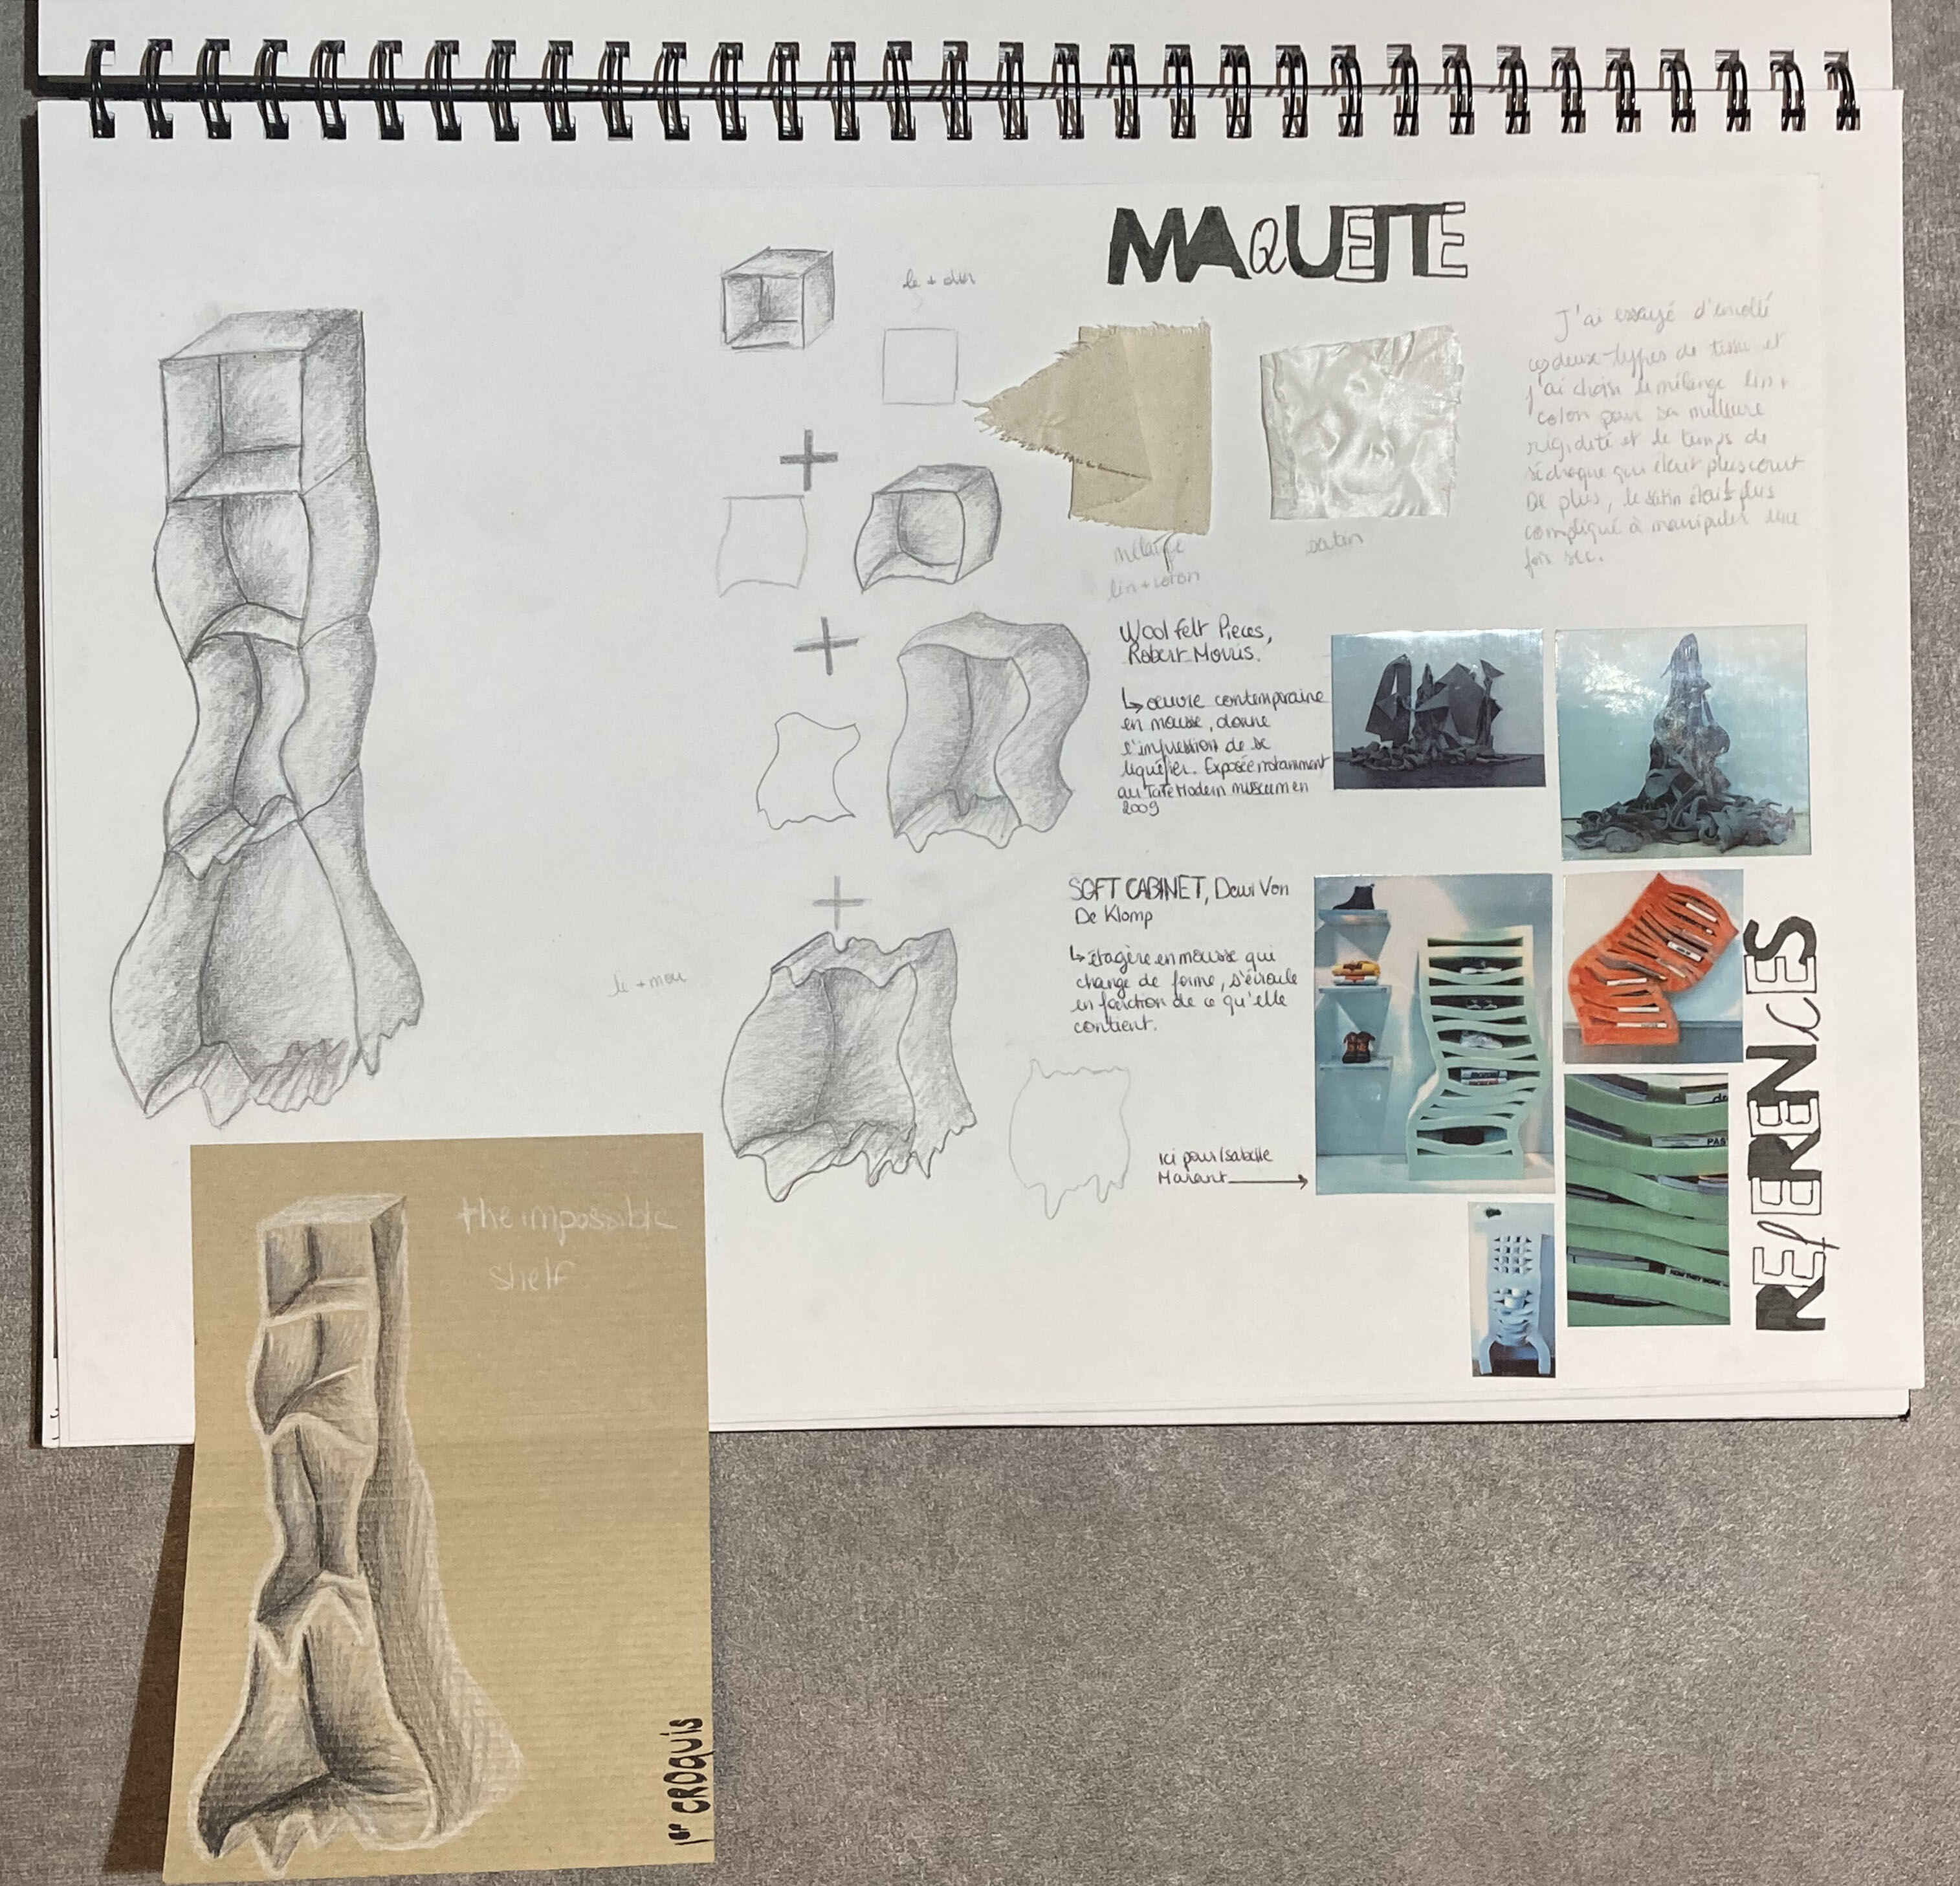 MAQUETTE
le + dur
J'ai essayé d'enollé
ces deux types de tissu et
j'ai choisi le mélange lin +
coton pour sa meilleure
rigidité et le temps de
séchage qui était plus court
De plus, le satin était plus
compliqué à manipuler une
fois sec.
mélange
lin + coton
satin
Wool felt Pieces,
Robert Morris.
↳ œuvre contemporaine
en mousse, donne
l'impression de se
liquéfier. Exposée notamment
au Tate Modern museum en
2009
SOFT CABINET, Dewi Von
De Klomp
↳ étagère en mousse qui
change de forme, s'écroule
en fonction de ce qu'elle
contient.
le + mou
Ici pour Isabelle
Marant
REfERENCES
the impossible
shelf
1er CROQUIS